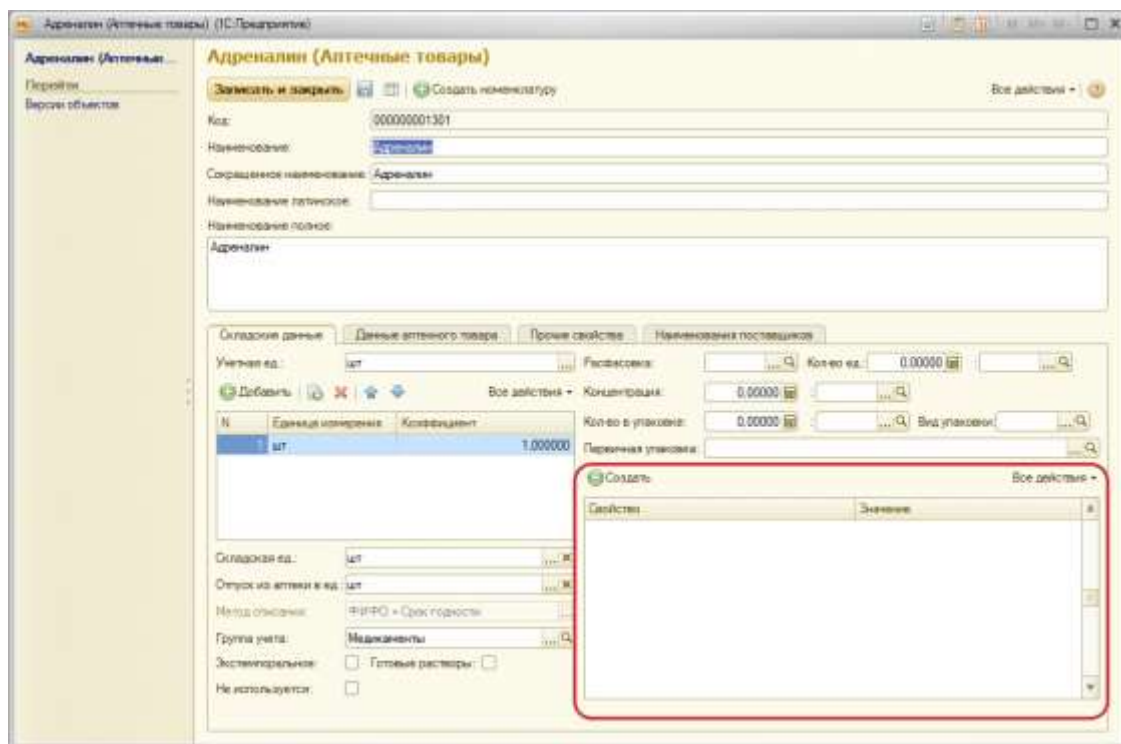 Адреналин (Аптечные товары) (1С:Предприятие)
M M+ M-
Адреналин (Аптечные ...
Перейти
Версии объектов
Адреналин (Аптечные товары)
Записать и закрыть Создать номенклатуру Все действия
Код: 000000001301
Наименование: Адреналин
Сокращенное наименование: Адреналин
Наименование латинское:
Наименование полное:
Адреналин
Складские данные Данные аптечного товара Прочие свойства Наименования поставщиков
Учетная ед.: шт ... Расфасовка: ... Кол-во ед.: 0.00000 : ...
Добавить Все действия Концентрация: 0.00000 : ...
N Единица измерения Коэффициент Кол-во в упаковке: 0.00000 : ... Вид упаковки: ...
1 шт 1.000000 Первичная упаковка: ...
Создать Все действия
Свойство Значение
Складская ед.: шт ...
Отпуск из аптеки в ед.: шт ...
Метод списания: ФИФО + Срок годности ...
Группа учета: Медикаменты ...
Экстемпоральное: Готовые растворы:
Не используется: